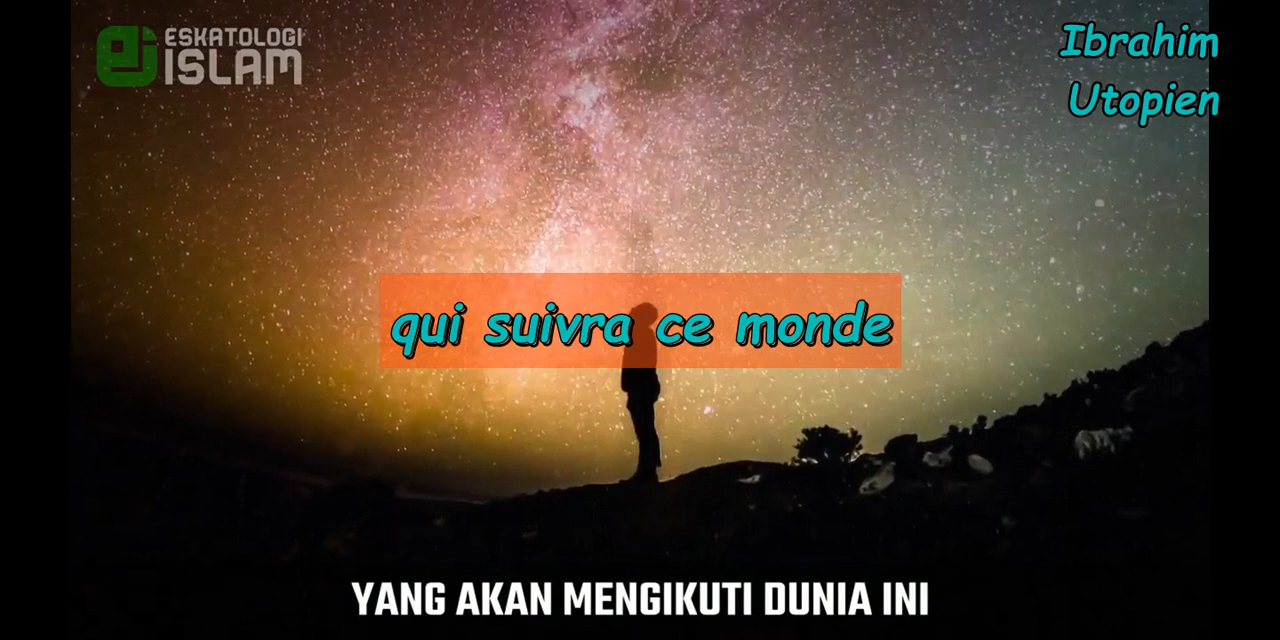 ESKATOLOGI
ISLAM
Ibrahim
Utopien
qui suivra ce monde
YANG AKAN MENGIKUTI DUNIA INI